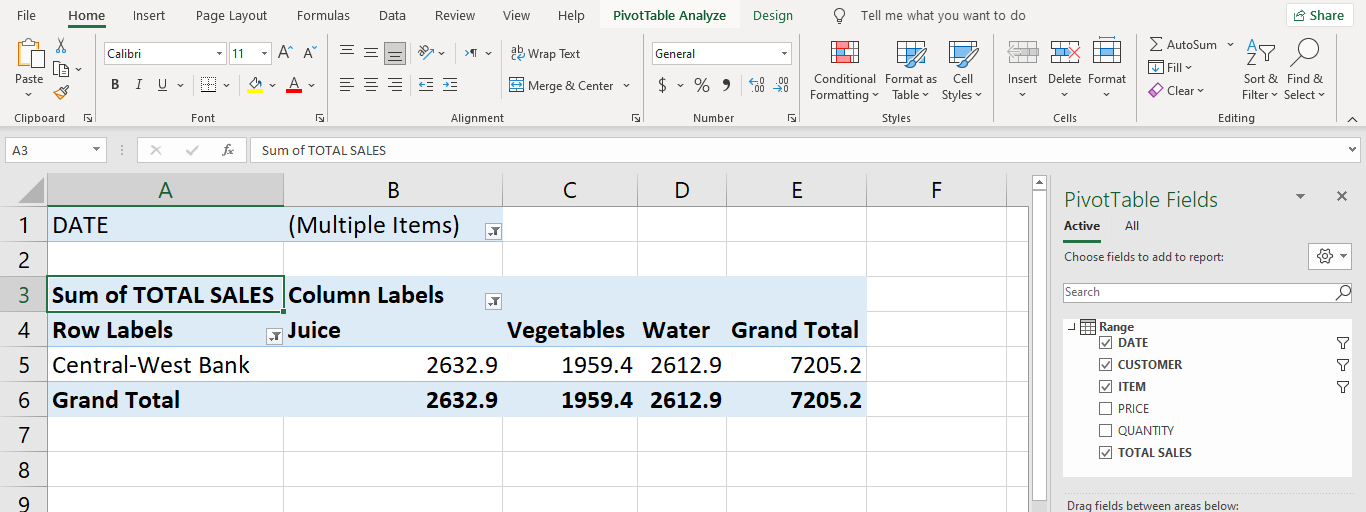 File Home Insert Page Layout Formulas Data Review View Help PivotTable Analyze Design Tell me what you want to do Share
Paste
Clipboard
Calibri 11
B I U
A
Font
ab Wrap Text
Merge & Center
Alignment
General
$ % 9 .00 .00
Number
Conditional Formatting
Format as Table
Cell Styles
Styles
Insert Delete Format
Cells
AutoSum
Fill
Clear
Sort & Filter
Find & Select
Editing
A3 fx Sum of TOTAL SALES
A B C D E F
1 DATE (Multiple Items)
2
3 Sum of TOTAL SALES Column Labels
4 Row Labels Juice Vegetables Water Grand Total
5 Central-West Bank 2632.9 1959.4 2612.9 7205.2
6 Grand Total 2632.9 1959.4 2612.9 7205.2
7
8
9
PivotTable Fields
Active All
Choose fields to add to report:
Search
Range
DATE
CUSTOMER
ITEM
PRICE
QUANTITY
TOTAL SALES
Drag fields between areas below: